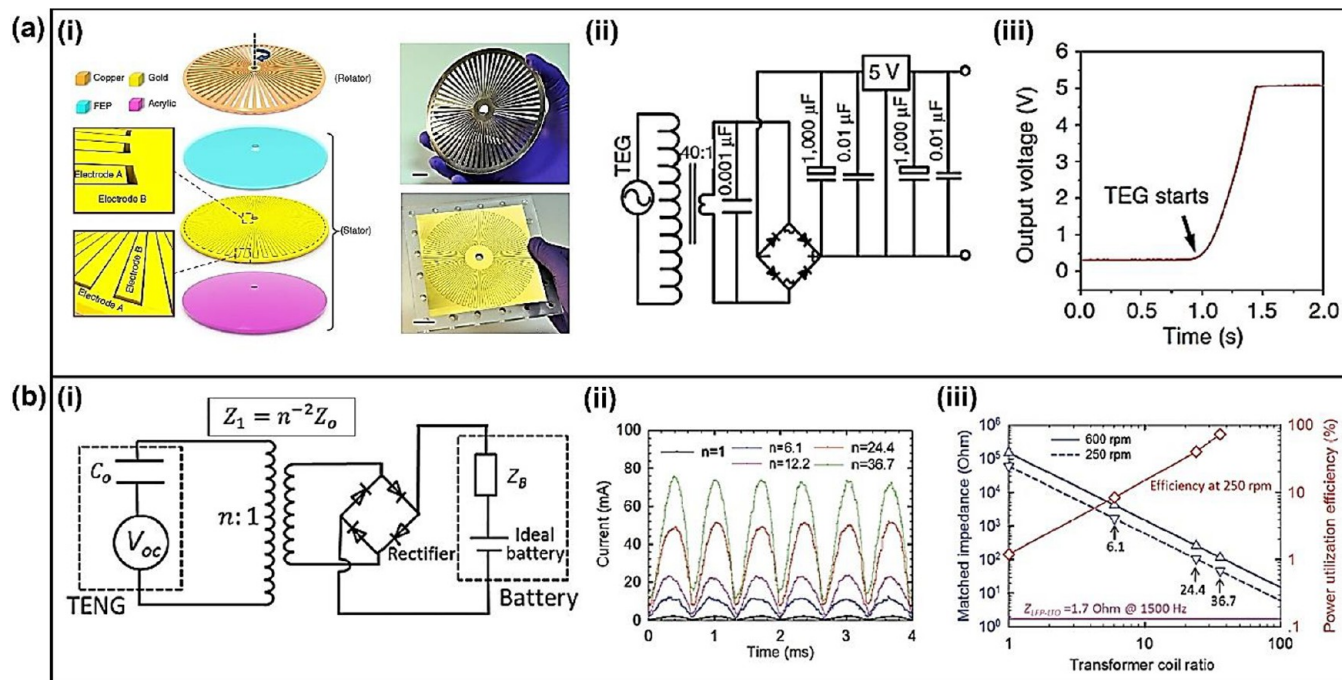 (a)
(i)
Copper
Gold
FEP
Acrylic
(Rotator)
Electrode A
Electrode B
(Stator)
Electrode B
Electrode A
(ii)
TEG
40:1
0.001 μF
1,000 μF
0.01 μF
5 V
1,000 μF
0.01 μF
(iii)
Output voltage (V)
6
5
4
3
2
1
0
TEG starts
0.0
0.5
1.0
1.5
2.0
Time (s)
(b)
(i)
Z₁ = n⁻²Zₒ
Cₒ
V_OC
TENG
n: 1
Rectifier
Z_B
Ideal
battery
Battery
(ii)
Current (mA)
100
80
60
40
20
0
n=1
n=6.1
n=24.4
n=12.2
n=36.7
0
1
2
3
4
Time (ms)
(iii)
Matched impedance (Ohm)
10⁶
10⁵
10⁴
10³
10²
10¹
10⁰
600 rpm
250 rpm
Efficiency at 250 rpm
6.1
24.4
36.7
Z_LFP-LTO =1.7 Ohm @ 1500 Hz
100
10
1
.1
Power utilization efficiency (%)
1
10
100
Transformer coil ratio